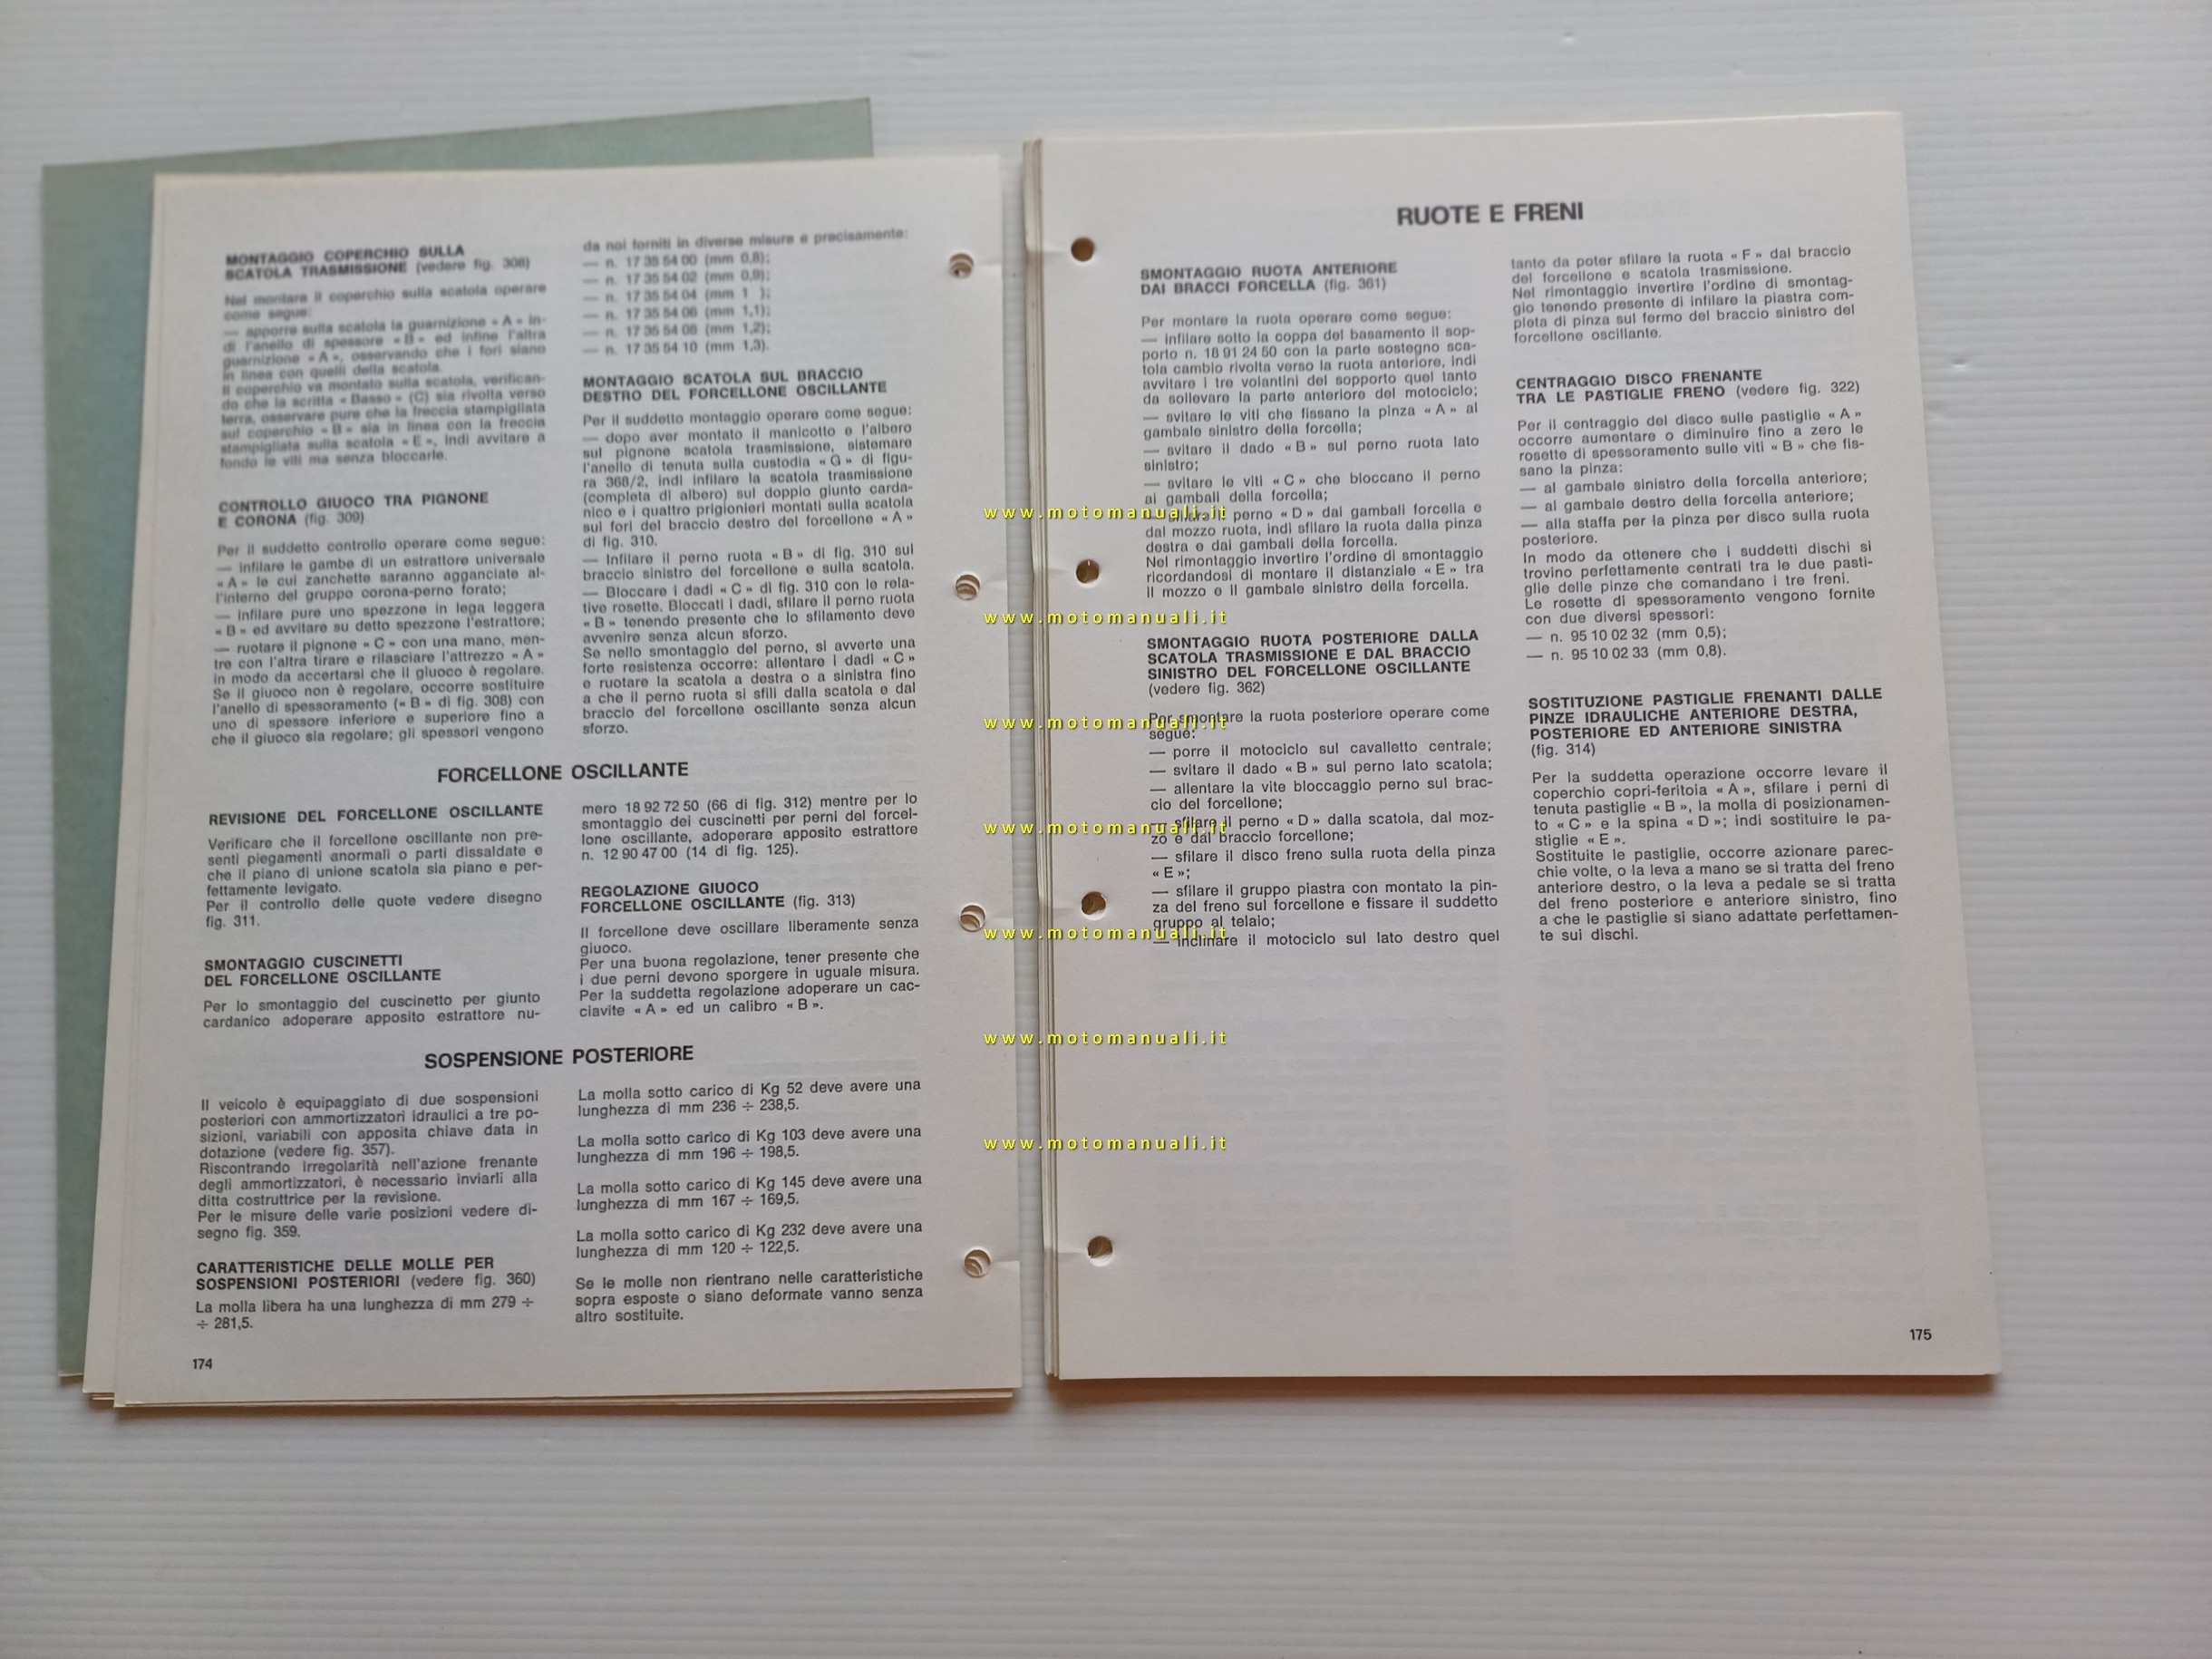 MONTAGGIO COPERCHIO SULLA
SCATOLA TRASMISSIONE (vedere fig. 308)
Nel montare il coperchio sulla scatola operare
come segue:
— apporre sulla scatola la guarnizione « A » in-
di l'anello di spessore « B » ed infine l'altra
guarnizione « A », osservando che i fori siano
in linea con quelli della scatola.
Il coperchio va montato sulla scatola, verifican-
do che la scritta « Basso » (C) sia rivolta verso
terra, osservare pure che la freccia stampigliata
sul coperchio « B » sia in linea con la freccia
stampigliata sulla scatola « E », indi avvitare a
fondo le viti ma senza bloccarle.
CONTROLLO GIUOCO TRA PIGNONE
E CORONA (fig. 309)
Per il suddetto controllo operare come segue:
— infilare le gambe di un estrattore universale
« A » le cui zanchette saranno agganciate al-
l'interno del gruppo corona-perno forato;
— infilare pure uno spezzone in lega leggera
« B » ed avvitare su detto spezzone l'estrattore;
— ruotare il pignone « C » con una mano, men-
tre con l'altra tirare e rilasciare l'attrezzo « A »
in modo da accertarsi che il giuoco è regolare.
Se il giuoco non è regolare, occorre sostituire
l'anello di spessoramento (« B » di fig. 308) con
uno di spessore inferiore e superiore fino a
che il giuoco sia regolare; gli spessori vengono
da noi forniti in diverse misure e precisamente:
— n. 17 35 54 00 (mm 0,8);
— n. 17 35 54 02 (mm 0,9);
— n. 17 35 54 04 (mm 1 );
— n. 17 35 54 06 (mm 1,1);
— n. 17 35 54 08 (mm 1,2);
— n. 17 35 54 10 (mm 1,3).
MONTAGGIO SCATOLA SUL BRACCIO
DESTRO DEL FORCELLONE OSCILLANTE
Per il suddetto montaggio operare come segue:
— dopo aver montato il manicotto e l'albero
sul pignone scatola trasmissione, sistemare
l'anello di tenuta sulla custodia « G » di figu-
ra 368/2, indi infilare la scatola trasmissione
(completa di albero) sul doppio giunto carda-
nico e i quattro prigionieri montati sulla scatola
sui fori del braccio destro del forcellone « A »
di fig. 310.
— Infilare il perno ruota « B » di fig. 310 sul
braccio sinistro del forcellone e sulla scatola.
— Bloccare i dadi « C » di fig. 310 con le rela-
tive rosette. Bloccati i dadi, sfilare il perno ruota
« B » tenendo presente che lo sfilamento deve
avvenire senza alcun sforzo.
Se nello smontaggio del perno, si avverte una
forte resistenza occorre: allentare i dadi « C »
e ruotare la scatola a destra o a sinistra fino
a che il perno ruota si sfili dalla scatola e dal
braccio del forcellone oscillante senza alcun
sforzo.
FORCELLONE OSCILLANTE
REVISIONE DEL FORCELLONE OSCILLANTE
Verificare che il forcellone oscillante non pre-
senti piegamenti anormali o parti dissaldate e
che il piano di unione scatola sia piano e per-
fettamente levigato.
Per il controllo delle quote vedere disegno
fig. 311.
SMONTAGGIO CUSCINETTI
DEL FORCELLONE OSCILLANTE
Per lo smontaggio del cuscinetto per giunto
cardanico adoperare apposito estrattore nu-
mero 18 92 72 50 (66 di fig. 312) mentre per lo
smontaggio dei cuscinetti per perni del forcel-
lone oscillante, adoperare apposito estrattore
n. 12 90 47 00 (14 di fig. 125).
REGOLAZIONE GIUOCO
FORCELLONE OSCILLANTE (fig. 313)
Il forcellone deve oscillare liberamente senza
giuoco.
Per una buona regolazione, tener presente che
i due perni devono sporgere in uguale misura.
Per la suddetta regolazione adoperare un cac-
ciavite « A » ed un calibro « B ».
SOSPENSIONE POSTERIORE
Il veicolo è equipaggiato di due sospensioni
posteriori con ammortizzatori idraulici a tre po-
sizioni, variabili con apposita chiave data in
dotazione (vedere fig. 357).
Riscontrando irregolarità nell'azione frenante
degli ammortizzatori, è necessario inviarli alla
ditta costruttrice per la revisione.
Per le misure delle varie posizioni vedere di-
segno fig. 359.
CARATTERISTICHE DELLE MOLLE PER
SOSPENSIONI POSTERIORI (vedere fig. 360)
La molla libera ha una lunghezza di mm 279 ÷
÷ 281,5.
La molla sotto carico di Kg 52 deve avere una
lunghezza di mm 236 ÷ 238,5.
La molla sotto carico di Kg 103 deve avere una
lunghezza di mm 196 ÷ 198,5.
La molla sotto carico di Kg 145 deve avere una
lunghezza di mm 167 ÷ 169,5.
La molla sotto carico di Kg 232 deve avere una
lunghezza di mm 120 ÷ 122,5.
Se le molle non rientrano nelle caratteristiche
sopra esposte o siano deformate vanno senza
altro sostituite.
174
RUOTE E FRENI
SMONTAGGIO RUOTA ANTERIORE
DAI BRACCI FORCELLA (fig. 361)
Per montare la ruota operare come segue:
— infilare sotto la coppa del basamento il sop-
porto n. 18 91 24 50 con la parte sostegno sca-
tola cambio rivolta verso la ruota anteriore, indi
avvitare i tre volantini del sopporto quel tanto
da sollevare la parte anteriore del motociclo;
— svitare le viti che fissano la pinza « A » al
gambale sinistro della forcella;
— svitare il dado « B » sul perno ruota lato
sinistro;
— svitare le viti « C » che bloccano il perno
ai gambali della forcella;
— sfilare il perno « D » dai gambali forcella e
dal mozzo ruota, indi sfilare la ruota dalla pinza
destra e dai gambali della forcella.
Nel rimontaggio invertire l'ordine di smontaggio
ricordandosi di montare il distanziale « E » tra
il mozzo e il gambale sinistro della forcella.
SMONTAGGIO RUOTA POSTERIORE DALLA
SCATOLA TRASMISSIONE E DAL BRACCIO
SINISTRO DEL FORCELLONE OSCILLANTE
(vedere fig. 362)
Per smontare la ruota posteriore operare come
segue:
— porre il motociclo sul cavalletto centrale;
— svitare il dado « B » sul perno lato scatola;
— allentare la vite bloccaggio perno sul brac-
cio del forcellone;
— sfilare il perno « D » dalla scatola, dal moz-
zo e dal braccio forcellone;
— sfilare il disco freno sulla ruota della pinza
« E »;
— sfilare il gruppo piastra con montato la pin-
za del freno sul forcellone e fissare il suddetto
gruppo al telaio;
— inclinare il motociclo sul lato destro quel
tanto da poter sfilare la ruota « F » dal braccio
del forcellone e scatola trasmissione.
Nel rimontaggio invertire l'ordine di smontag-
gio tenendo presente di infilare la piastra com-
pleta di pinza sul fermo del braccio sinistro del
forcellone oscillante.
CENTRAGGIO DISCO FRENANTE
TRA LE PASTIGLIE FRENO (vedere fig. 322)
Per il centraggio del disco sulle pastiglie « A »
occorre aumentare o diminuire fino a zero le
rosette di spessoramento sulle viti « B » che fis-
sano la pinza:
— al gambale sinistro della forcella anteriore;
— al gambale destro della forcella anteriore;
— alla staffa per la pinza per disco sulla ruota
posteriore.
In modo da ottenere che i suddetti dischi si
trovino perfettamente centrati tra le due pasti-
glie delle pinze che comandano i tre freni.
Le rosette di spessoramento vengono fornite
con due diversi spessori:
— n. 95 10 02 32 (mm 0,5);
— n. 95 10 02 33 (mm 0,8).
SOSTITUZIONE PASTIGLIE FRENANTI DALLE
PINZE IDRAULICHE ANTERIORE DESTRA,
POSTERIORE ED ANTERIORE SINISTRA
(fig. 314)
Per la suddetta operazione occorre levare il
coperchio copri-feritoia « A », sfilare i perni di
tenuta pastiglie « B », la molla di posizionamen-
to « C » e la spina « D »; indi sostituire le pa-
stiglie « E ».
Sostituite le pastiglie, occorre azionare parec-
chie volte, o la leva a mano se si tratta del freno
anteriore destro, o la leva a pedale se si tratta
del freno posteriore e anteriore sinistro, fino
a che le pastiglie si siano adattate perfettamen-
te sui dischi.
175
www.motomanuali.it
www.motomanuali.it
www.motomanuali.it
www.motomanuali.it
www.motomanuali.it
www.motomanuali.it
www.motomanuali.it